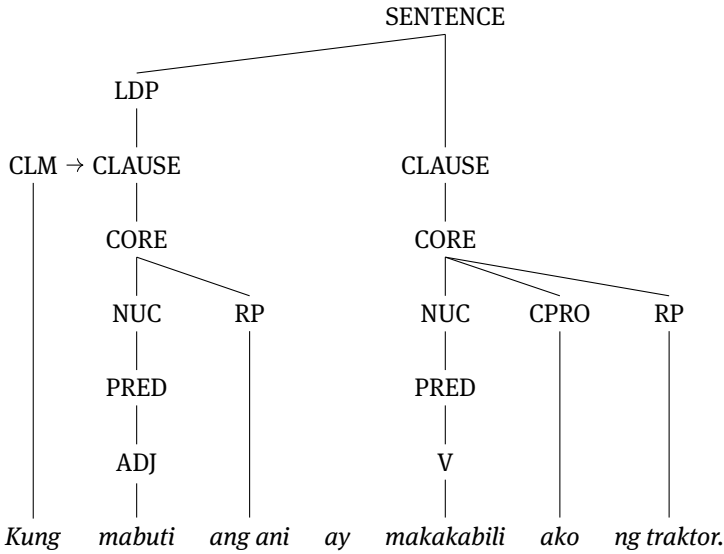 SENTENCE
LDP
CLM → CLAUSE CLAUSE
CORE CORE
NUC RP NUC CPRO RP
PRED PRED
ADJ V
Kung mabuti ang ani ay makakabili ako ng traktor.